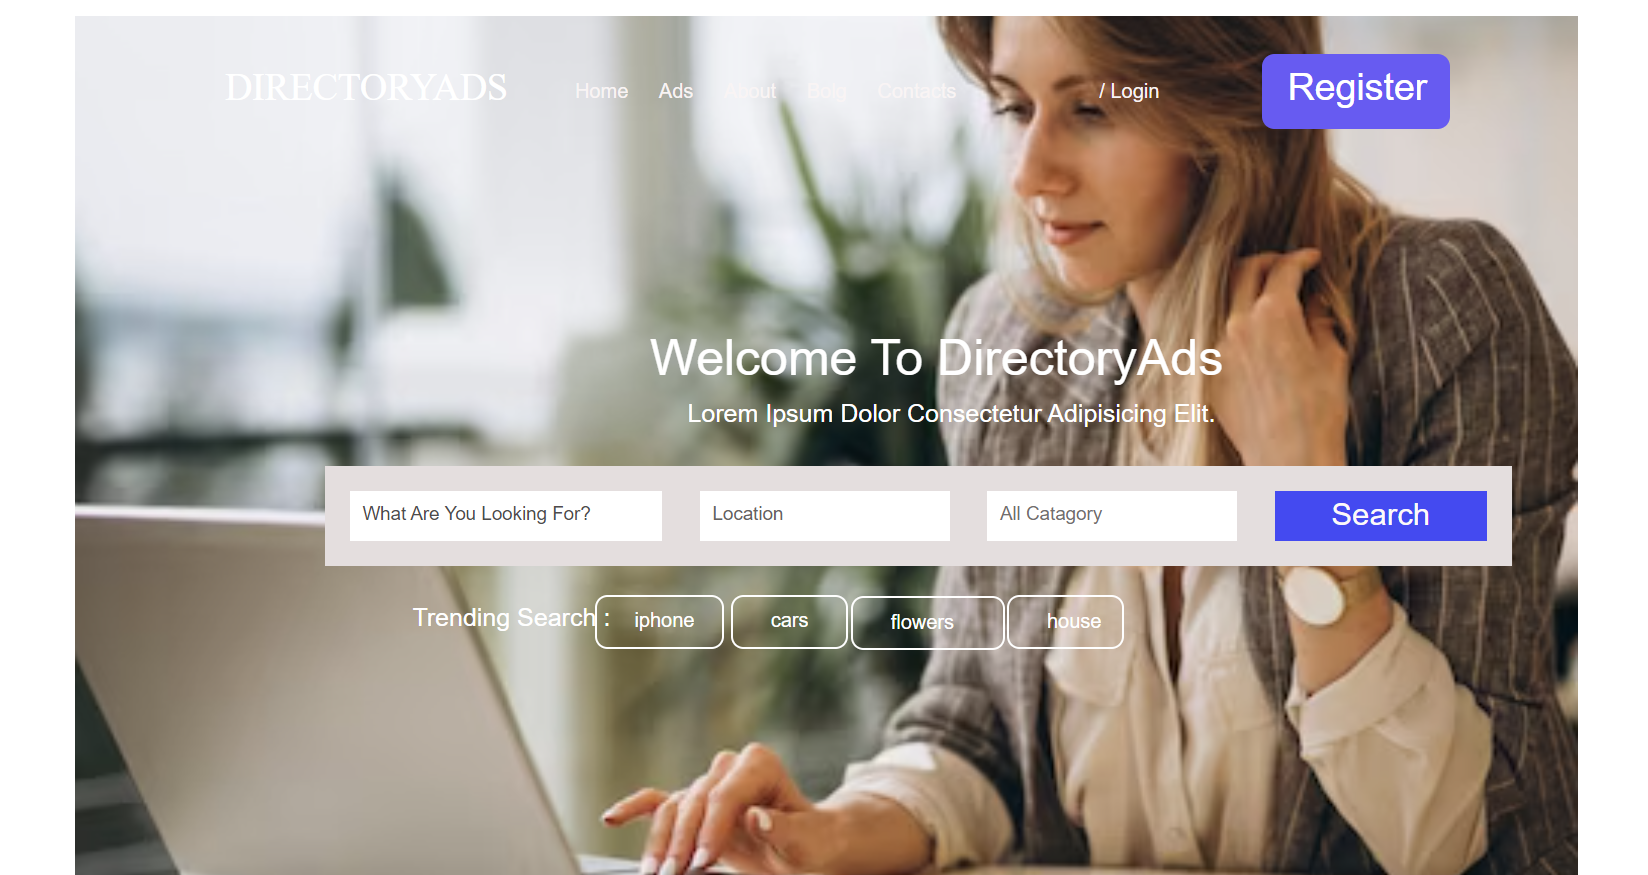 DIRECTORYADS Home Ads About Bolg Contacts / Login Register
Welcome To DirectoryAds
Lorem Ipsum Dolor Consectetur Adipisicing Elit.
What Are You Looking For? Location All Catagory Search
Trending Search : iphone cars flowers house